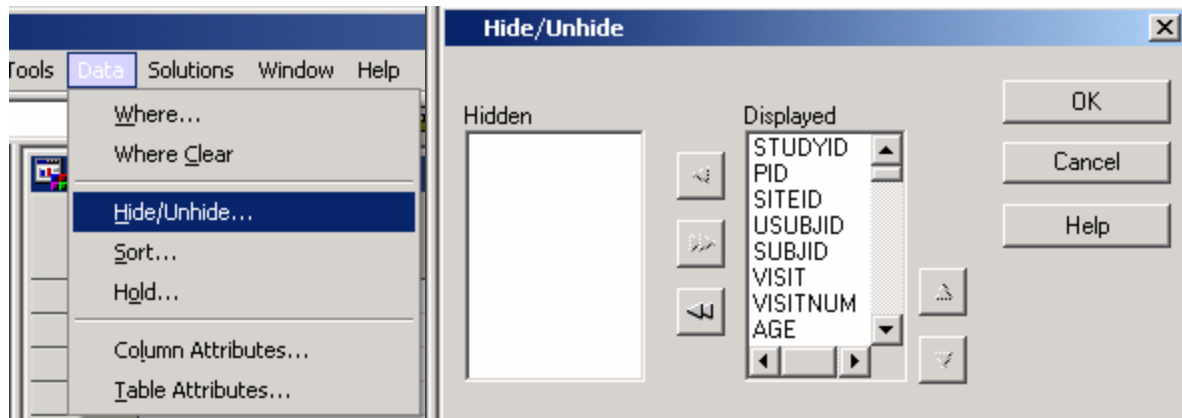 Tools Data Solutions Window Help
Where...
Where Clear
Hide/Unhide...
Sort...
Hold...
Column Attributes...
Table Attributes...
Hide/Unhide
Hidden
Displayed
STUDYID
PID
SITEID
USUBJID
SUBJID
VISIT
VISITNUM
AGE
OK
Cancel
Help